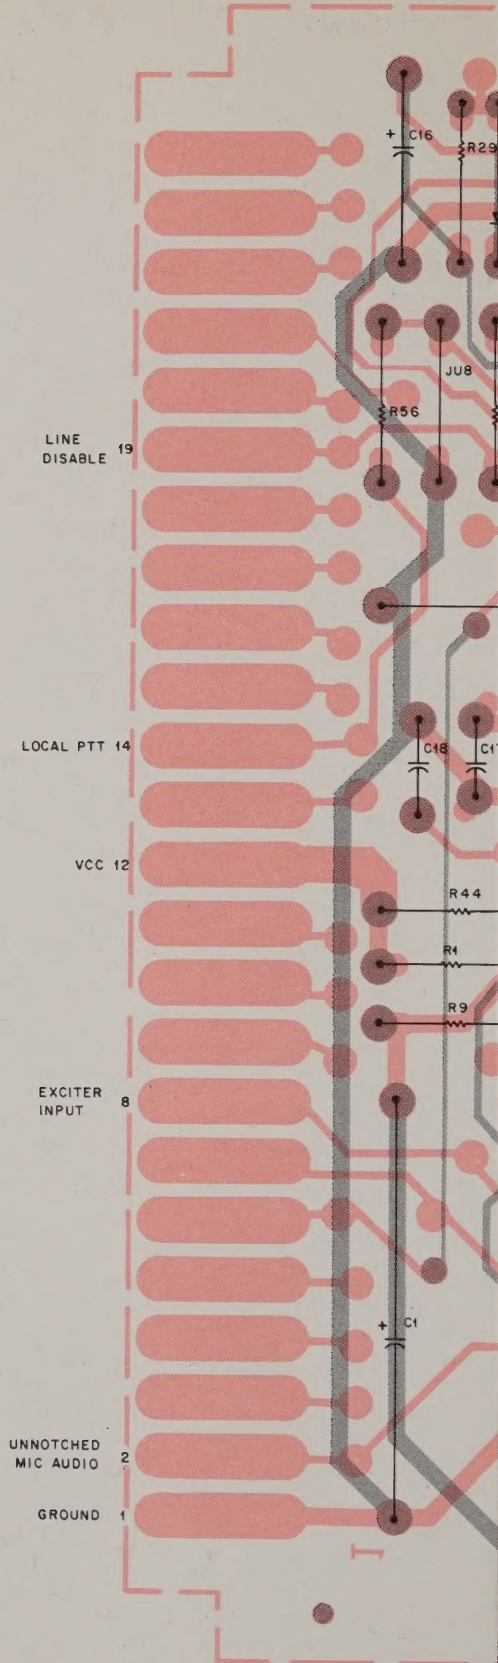 + C16
R29
JU8
R56
LINE
DISABLE 19
LOCAL PTT 14
C18
VCC 12
R44
R1
R9
EXCITER
INPUT 8
+ C1
UNNOTCHED
MIC AUDIO 2
GROUND 1